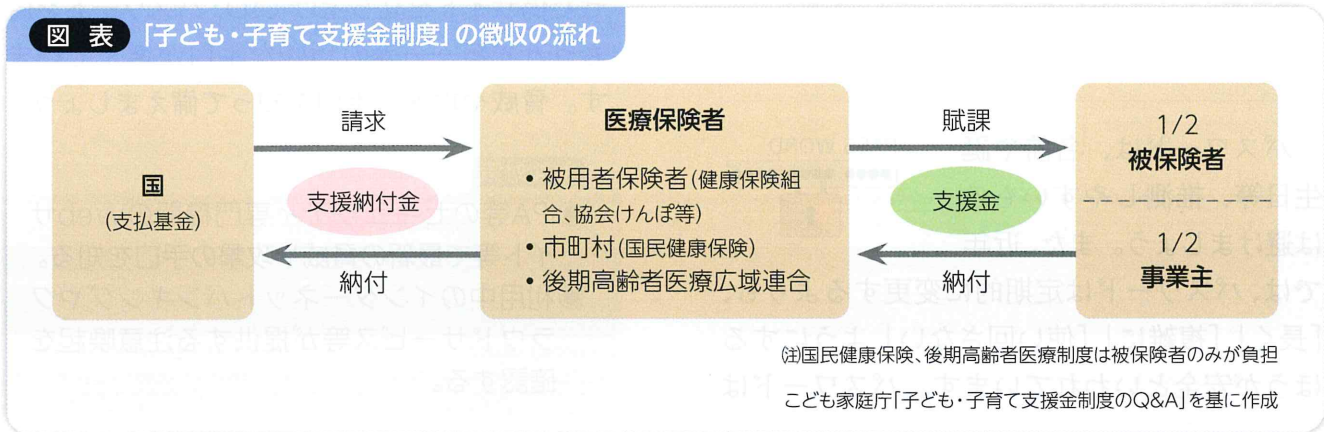 図 表 「子ども・子育て支援金制度」の徴収の流れ
国
(支払基金)
請求
支援納付金
納付
医療保険者
• 被用者保険者(健康保険組
合、協会けんぽ等)
• 市町村(国民健康保険)
• 後期高齢者医療広域連合
賦課
支援金
納付
1/2
被保険者
1/2
事業主
㊟国民健康保険、後期高齢者医療制度は被保険者のみが負担
こども家庭庁「子ども・子育て支援金制度のQ&A」を基に作成